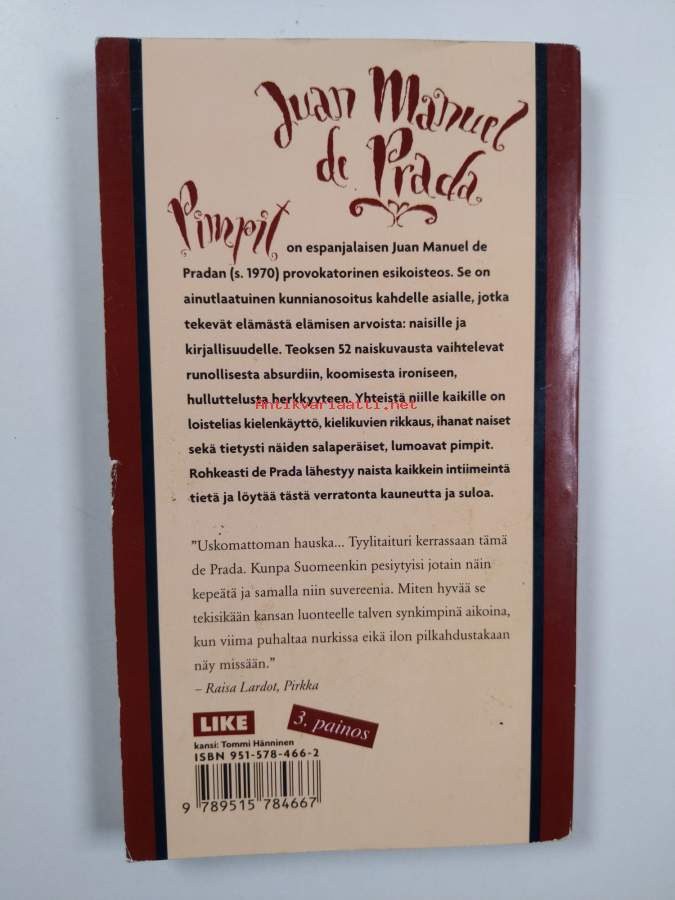 Juan Manuel
de Prada
Pimpit
on espanjalaisen Juan Manuel de
Pradan (s. 1970) provokatorinen esikoisteos. Se on
ainutlaatuinen kunnianosoitus kahdelle asialle, jotka
tekevät elämästä elämisen arvoista: naisille ja
kirjallisuudelle. Teoksen 52 naiskuvausta vaihtelevat
runollisesta absurdiin, koomisesta ironiseen,
hulluttelusta herkkyyteen. Yhteistä niille kaikille on
Antikvariaatti.net
loistelias kielenkäyttö, kielikuvien rikkaus, ihanat naiset
sekä tietysti näiden salaperäiset, lumoavat pimpit.
Rohkeasti de Prada lähestyy naista kaikkein intiimeintä
tietä ja löytää tästä verratonta kauneutta ja suloa.
”Uskomattoman hauska... Tyylitaituri kerrassaan tämä
de Prada. Kunpa Suomeenkin pesiytyisi jotain näin
kepeätä ja samalla niin suvereenia. Miten hyvää se
tekisikään kansan luonteelle talven synkimpinä aikoina,
kun viima puhaltaa nurkissa eikä ilon pilkahdustakaan
näy missään.”
– Raisa Lardot, Pirkka
LIKE
3. painos
kansi: Tommi Hänninen
ISBN 951-578-466-2
9 789515 784667